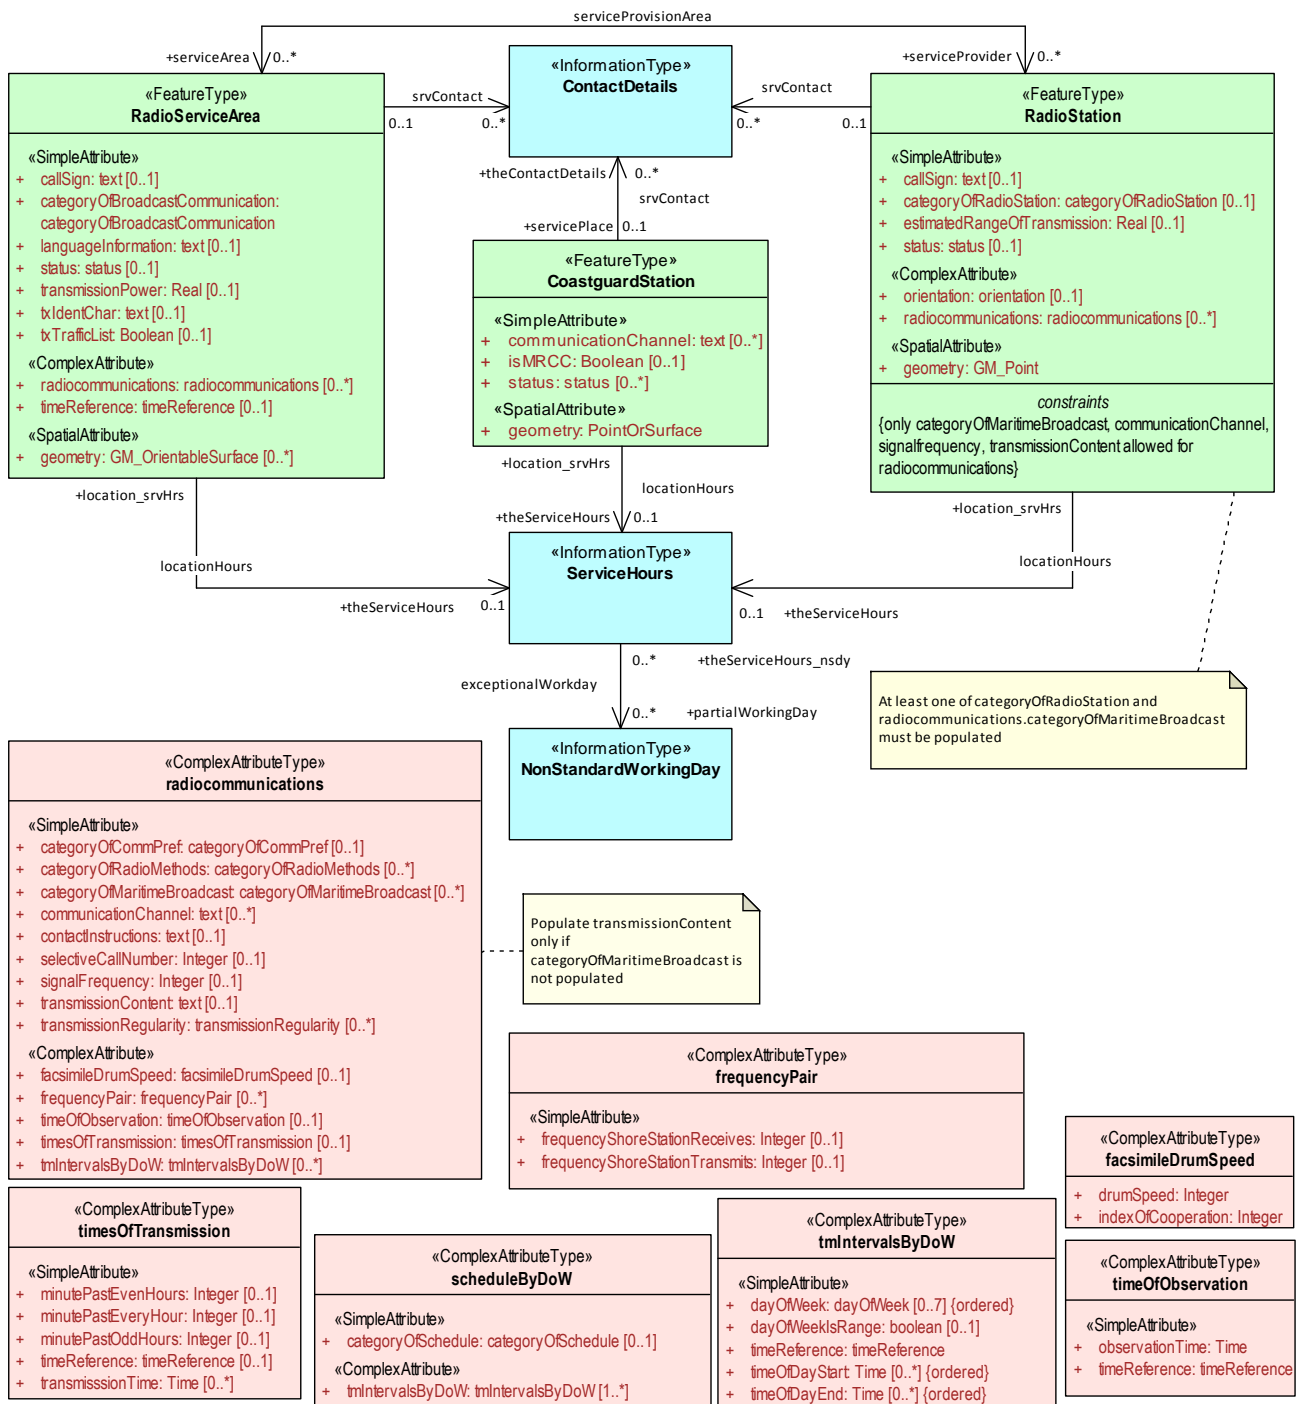 serviceProvisionArea
+serviceArea
0..*
+serviceProvider
0..*
«FeatureType»
RadioServiceArea
«SimpleAttribute»
+ callSign: text [0..1]
+ categoryOfBroadcastCommunication:
categoryOfBroadcastCommunication
+ languageInformation: text [0..1]
+ status: status [0..1]
+ transmissionPower: Real [0..1]
+ txIdentChar: text [0..1]
+ txTrafficList: Boolean [0..1]
«ComplexAttribute»
+ radiocommunications: radiocommunications [0..*]
+ timeReference: timeReference [0..1]
«SpatialAttribute»
+ geometry: GM_OrientableSurface [0..*]
srvContact
0..1
0..*
«InformationType»
ContactDetails
srvContact
0..*
0..1
+theContactDetails
0..*
srvContact
+servicePlace
0..1
«FeatureType»
CoastguardStation
«SimpleAttribute»
+ communicationChannel: text [0..*]
+ isMRCC: Boolean [0..1]
+ status: status [0..*]
«SpatialAttribute»
+ geometry: PointOrSurface
«FeatureType»
RadioStation
«SimpleAttribute»
+ callSign: text [0..1]
+ categoryOfRadioStation: categoryOfRadioStation [0..1]
+ estimatedRangeOfTransmission: Real [0..1]
+ status: status [0..1]
«ComplexAttribute»
+ orientation: orientation [0..1]
+ radiocommunications: radiocommunications [0..*]
«SpatialAttribute»
+ geometry: GM_Point
constraints
{only categoryOfMaritimeBroadcast, communicationChannel,
signalfrequency, transmissionContent allowed for
radiocommunications}
+location_srvHrs
locationHours
+theServiceHours
0..1
+location_srvHrs
locationHours
+theServiceHours
0..1
+location_srvHrs
locationHours
0..1
+theServiceHours
«InformationType»
ServiceHours
0..*
+theServiceHours_nsdy
exceptionalWorkday
0..*
+partialWorkingDay
«InformationType»
NonStandardWorkingDay
At least one of categoryOfRadioStation and
radiocommunications.categoryOfMaritimeBroadcast
must be populated
«ComplexAttributeType»
radiocommunications
«SimpleAttribute»
+ categoryOfCommPref: categoryOfCommPref [0..1]
+ categoryOfRadioMethods: categoryOfRadioMethods [0..*]
+ categoryOfMaritimeBroadcast: categoryOfMaritimeBroadcast [0..*]
+ communicationChannel: text [0..*]
+ contactInstructions: text [0..1]
+ selectiveCallNumber: Integer [0..1]
+ signalFrequency: Integer [0..1]
+ transmissionContent: text [0..1]
+ transmissionRegularity: transmissionRegularity [0..*]
«ComplexAttribute»
+ facsimileDrumSpeed: facsimileDrumSpeed [0..1]
+ frequencyPair: frequencyPair [0..*]
+ timeOfObservation: timeOfObservation [0..1]
+ timesOfTransmission: timesOfTransmission [0..1]
+ tmIntervalsByDoW: tmIntervalsByDoW [0..*]
Populate transmissionContent
only if
categoryOfMaritimeBroadcast is
not populated
«ComplexAttributeType»
frequencyPair
«SimpleAttribute»
+ frequencyShoreStationReceives: Integer [0..1]
+ frequencyShoreStationTransmits: Integer [0..1]
«ComplexAttributeType»
facsimileDrumSpeed
+ drumSpeed: Integer
+ indexOfCooperation: Integer
«ComplexAttributeType»
timesOfTransmission
«SimpleAttribute»
+ minutePastEvenHours: Integer [0..1]
+ minutePastEveryHour: Integer [0..1]
+ minutePastOddHours: Integer [0..1]
+ timeReference: timeReference [0..1]
+ transmisssionTime: Time [0..*]
«ComplexAttributeType»
scheduleByDoW
«SimpleAttribute»
+ categoryOfSchedule: categoryOfSchedule [0..1]
«ComplexAttribute»
+ tmIntervalsByDoW: tmIntervalsByDoW [1..*]
«ComplexAttributeType»
tmIntervalsByDoW
«SimpleAttribute»
+ dayOfWeek: dayOfWeek [0..7] {ordered}
+ dayOfWeekIsRange: boolean [0..1]
+ timeReference: timeReference
+ timeOfDayStart: Time [0..*] {ordered}
+ timeOfDayEnd: Time [0..*] {ordered}
«ComplexAttributeType»
timeOfObservation
«SimpleAttribute»
+ observationTime: Time
+ timeReference: timeReference